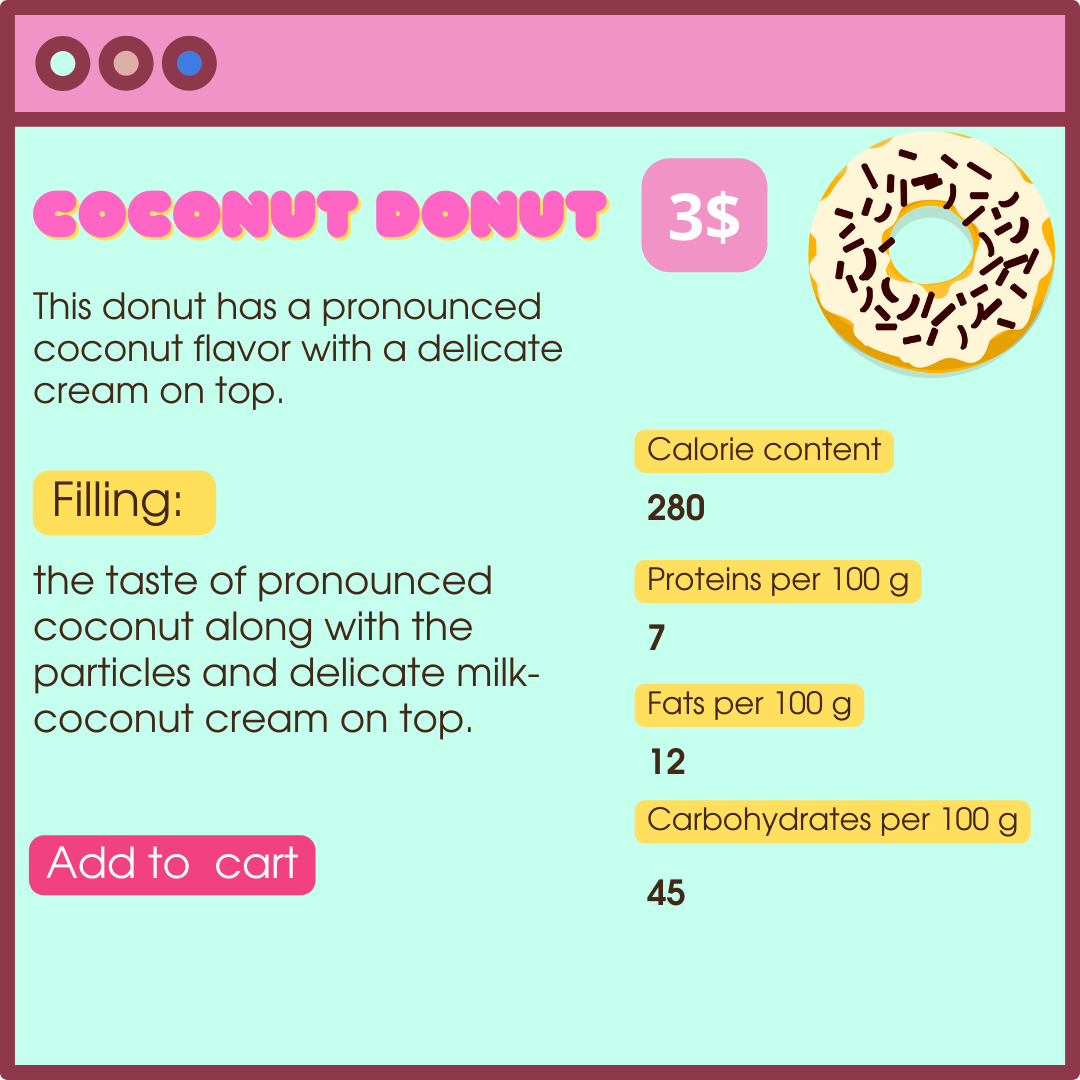 COCONUT DONUT
3$
This donut has a pronounced
coconut flavor with a delicate
cream on top.
Filling:
the taste of pronounced
coconut along with the
particles and delicate milk-
coconut cream on top.
Add to  cart
Calorie content
280
Proteins per 100 g
7
Fats per 100 g
12
Carbohydrates per 100 g
45